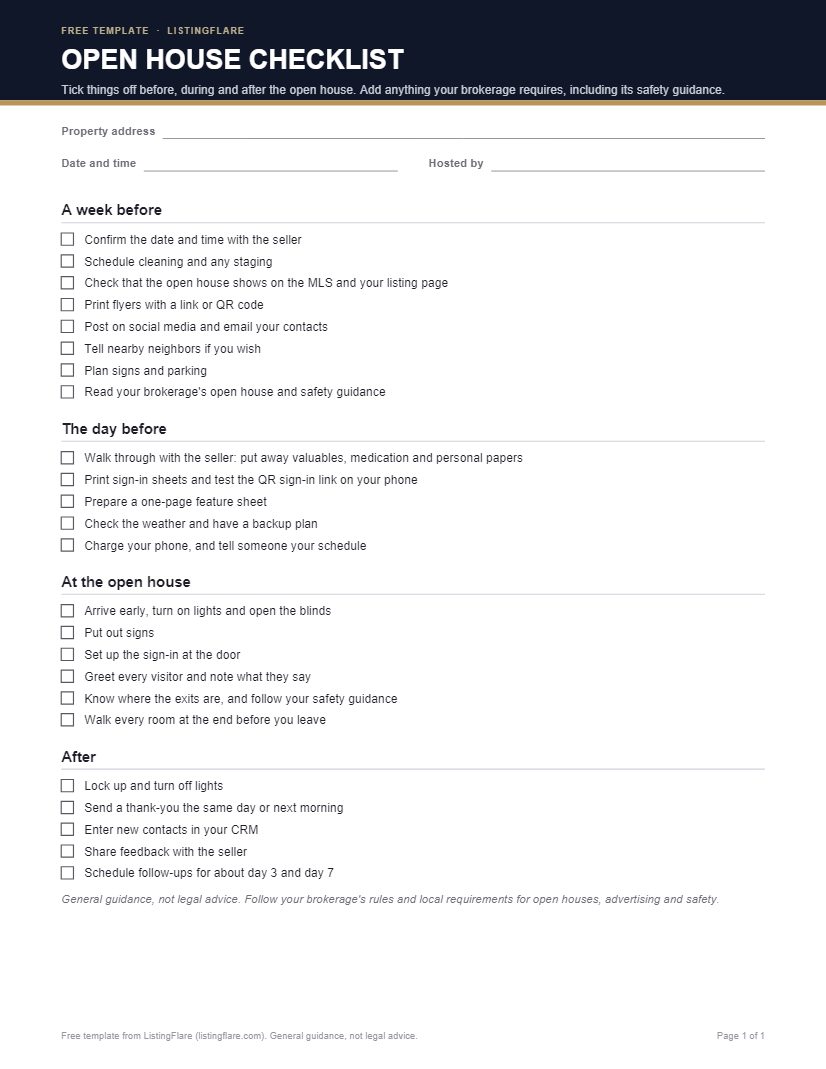 FREE TEMPLATE · LISTINGFLARE
OPEN HOUSE CHECKLIST
Tick things off before, during and after the open house. Add anything your brokerage requires, including its safety guidance.
Property address
Date and time Hosted by
A week before
Confirm the date and time with the seller
Schedule cleaning and any staging
Check that the open house shows on the MLS and your listing page
Print flyers with a link or QR code
Post on social media and email your contacts
Tell nearby neighbors if you wish
Plan signs and parking
Read your brokerage's open house and safety guidance
The day before
Walk through with the seller: put away valuables, medication and personal papers
Print sign-in sheets and test the QR sign-in link on your phone
Prepare a one-page feature sheet
Check the weather and have a backup plan
Charge your phone, and tell someone your schedule
At the open house
Arrive early, turn on lights and open the blinds
Put out signs
Set up the sign-in at the door
Greet every visitor and note what they say
Know where the exits are, and follow your safety guidance
Walk every room at the end before you leave
After
Lock up and turn off lights
Send a thank-you the same day or next morning
Enter new contacts in your CRM
Share feedback with the seller
Schedule follow-ups for about day 3 and day 7
General guidance, not legal advice. Follow your brokerage's rules and local requirements for open houses, advertising and safety.
Free template from ListingFlare (listingflare.com). General guidance, not legal advice. Page 1 of 1